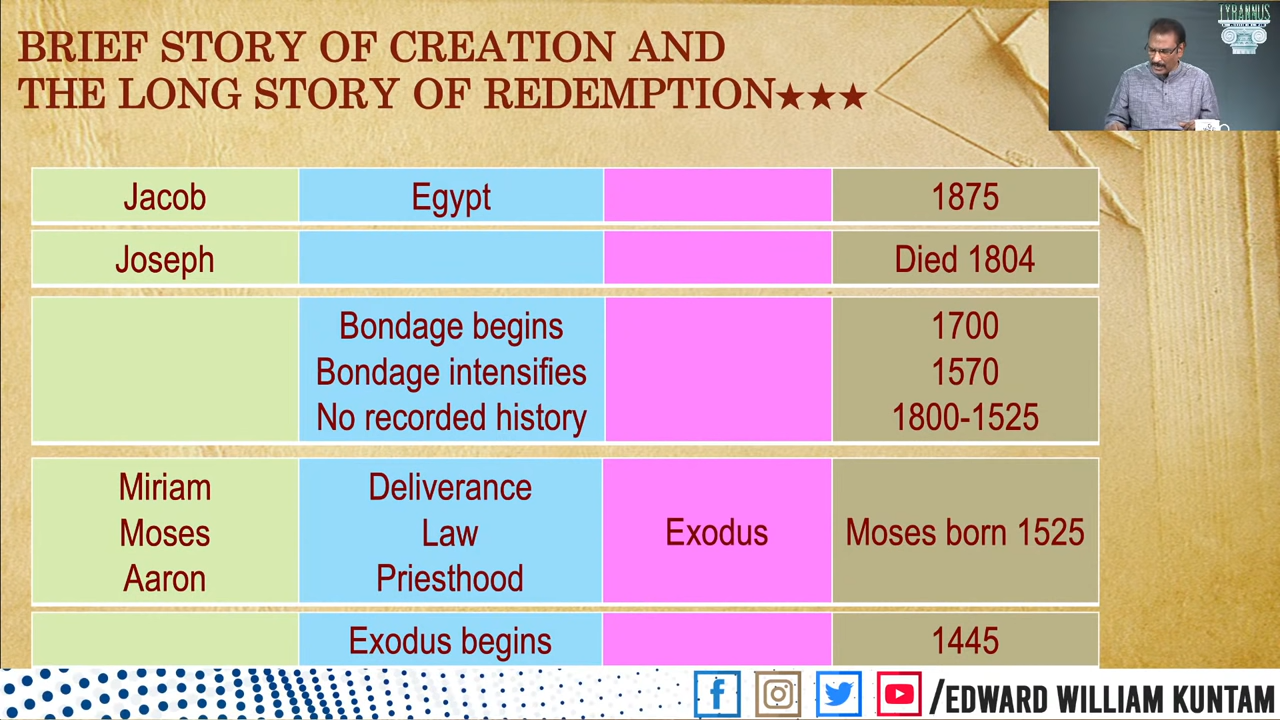 BRIEF STORY OF CREATION AND
THE LONG STORY OF REDEMPTION★★★
TYRANNUS
Jacob Egypt 1875
Joseph Died 1804
Bondage begins 1700
Bondage intensifies 1570
No recorded history 1800-1525
Miriam Deliverance
Moses Law Exodus Moses born 1525
Aaron Priesthood
Exodus begins 1445
/EDWARD WILLIAM KUNTAM